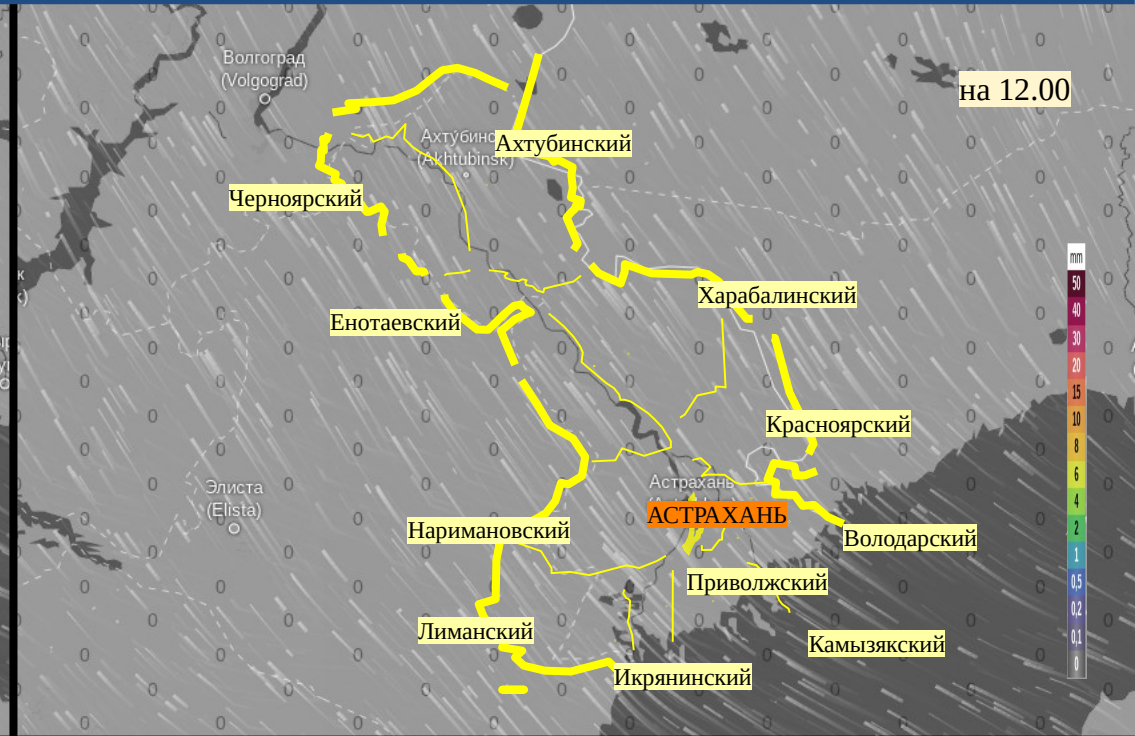 Волгоград
(Volgograd)
на 12.00
Ахтубинский
(Akhtubinsk)
Черноярский
Харабалинский
Енотаевский
Красноярский
Элиста
(Elista)
Астрахань
АСТРАХАНЬ
Наримановский
Володарский
Приволжский
Лиманский
Камызякский
Икрянинский
mm
50
40
30
20
15
10
8
6
4
2
1
0,5
0,2
0,1
0